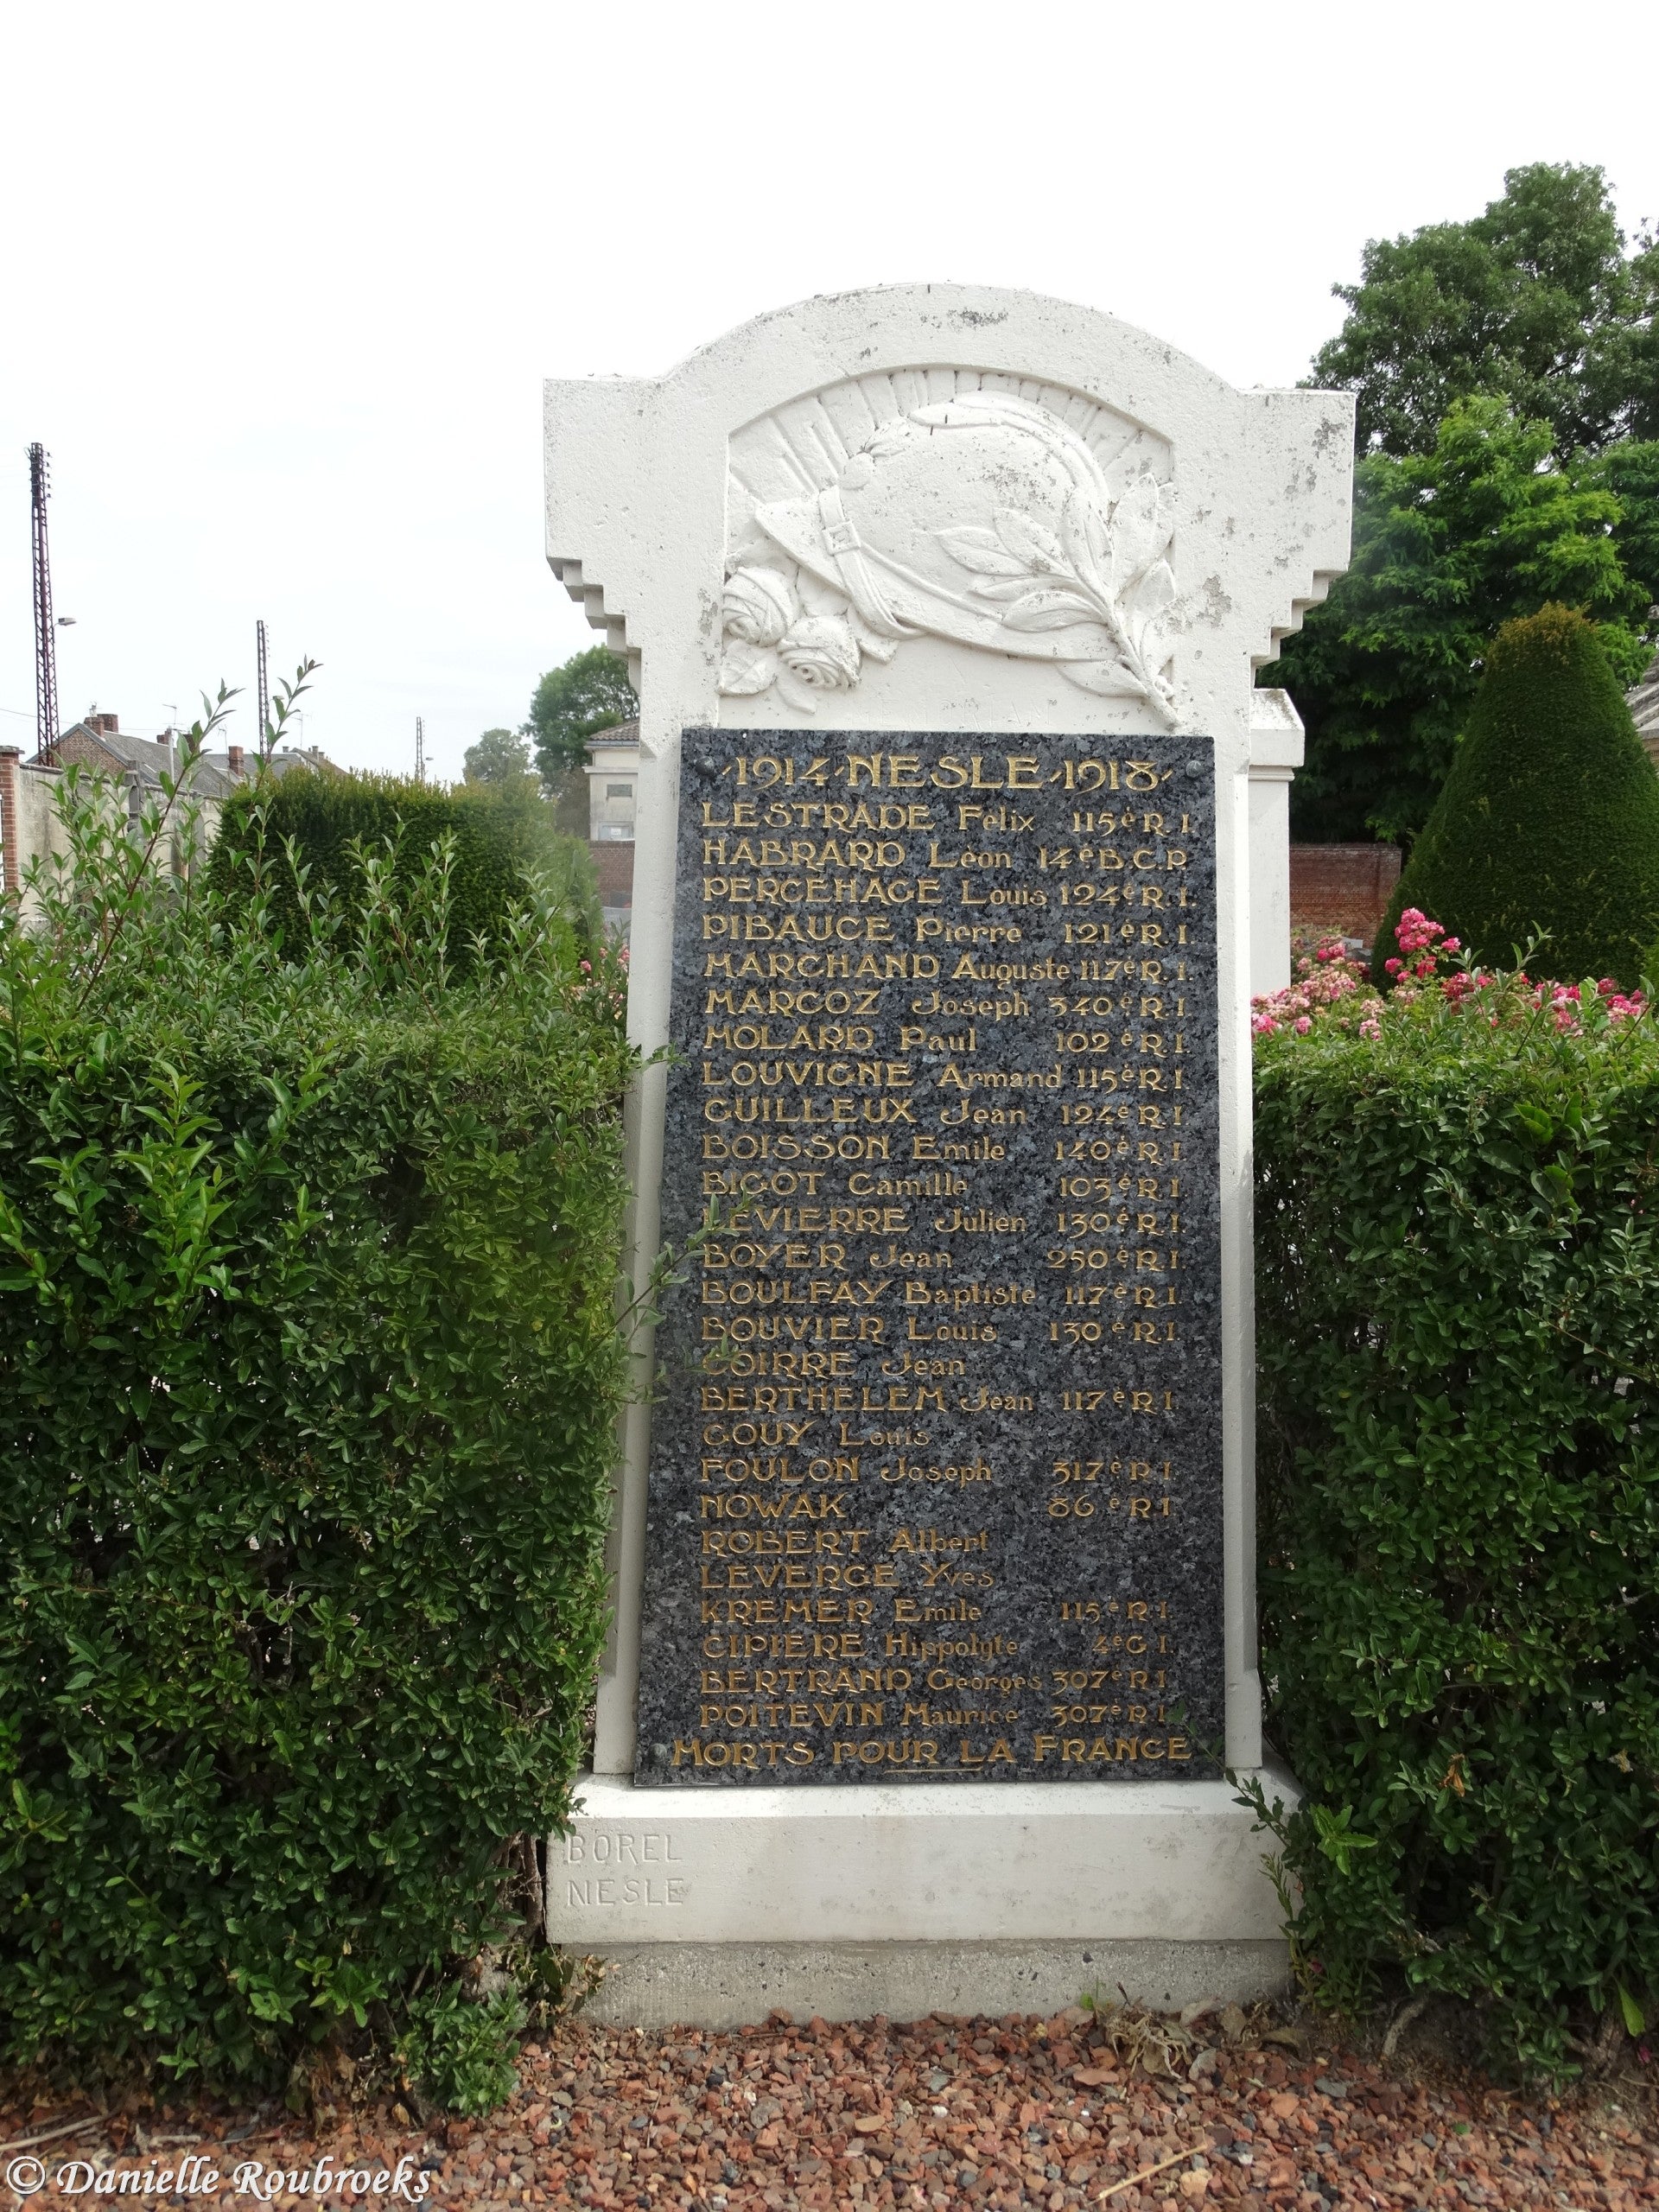 1914 NESLE 1918
LESTRADE Félix 115e R.I.
HABRARD Léon 14e B.C.P.
PERCEHAGE Louis 124e R.I.
PIBAUCE Pierre 121e R.I.
MARCHAND Auguste 117e R.I.
MARCOZ Joseph 340e R.I.
MOLARD Paul 102e R.I.
LOUVIGNE Armand 115e R.I.
GUILLEUX Jean 124e R.I.
BOISSON Emile 140e R.I.
BIGOT Camille 103e R.I.
LEVIERRE Julien 130e R.I.
BOYER Jean 250e R.I.
BOULFAY Baptiste 117e R.I.
BOUVIER Louis 130e R.I.
COIRRE Jean
BERTHELEM Jean 117e R.I.
GOUY Louis
FOULON Joseph 317e R.I.
NOWAK 86e R.I.
ROBERT Albert
LEVERGE Yves
KREMER Emile 115e R.I.
CIPIERE Hippolyte 4e G.I.
BERTRAND Georges 307e R.I.
POITEVIN Maurice 307e R.I.
MORTS POUR LA FRANCE
BOREL
NESLE
© Danielle Roubroeks